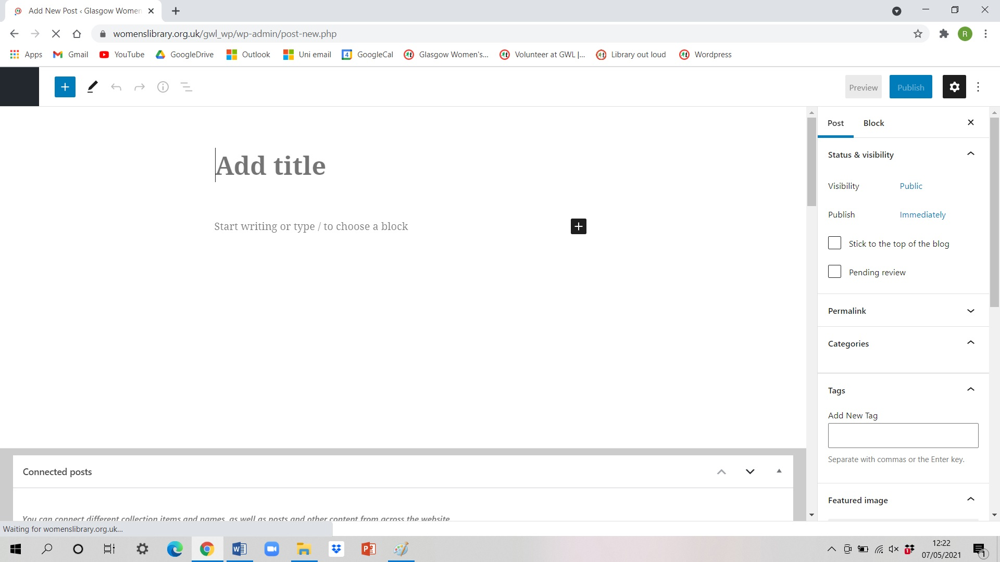 Add New Post ‹ Glasgow Women
womenslibrary.org.uk/gwl_wp/wp-admin/post-new.php
R
Apps
Gmail
YouTube
GoogleDrive
Outlook
Uni email
4
GoogleCal
Glasgow Women's...
Volunteer at GWL |...
Library out loud
Wordpress
Preview
Publish
Post
Block
Add title
Start writing or type / to choose a block
Status & visibility
Visibility
Public
Publish
Immediately
Stick to the top of the blog
Pending review
Permalink
Categories
Tags
Add New Tag
Separate with commas or the Enter key.
Featured image
Connected posts
You can connect different collection items and names, as well as posts and other content from across the website
Waiting for womenslibrary.org.uk...
1
12:22
07/05/2021
1